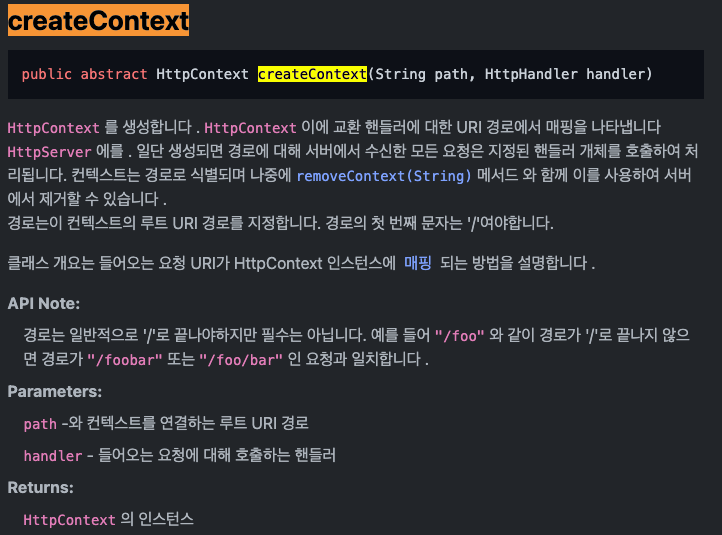 createContext
public abstract HttpContext createContext(String path, HttpHandler handler)
HttpContext 를 생성합니다 . HttpContext 이에 교환 핸들러에 대한 URI 경로에서 매핑을 나타냅니다
HttpServer 에를 . 일단 생성되면 경로에 대해 서버에서 수신한 모든 요청은 지정된 핸들러 개체를 호출하여 처
리됩니다. 컨텍스트는 경로로 식별되며 나중에 removeContext(String) 메서드 와 함께 이를 사용하여 서버
에서 제거할 수 있습니다 .
경로는이 컨텍스트의 루트 URI 경로를 지정합니다. 경로의 첫 번째 문자는 '/'여야합니다.
클래스 개요는 들어오는 요청 URI가 HttpContext 인스턴스에 매핑 되는 방법을 설명합니다 .
API Note:
경로는 일반적으로 '/'로 끝나야하지만 필수는 아닙니다. 예를 들어 "/foo" 와 같이 경로가 '/'로 끝나지 않으
면 경로가 "/foobar" 또는 "/foo/bar" 인 요청과 일치합니다 .
Parameters:
path -와 컨텍스트를 연결하는 루트 URI 경로
handler - 들어오는 요청에 대해 호출하는 핸들러
Returns:
HttpContext 의 인스턴스